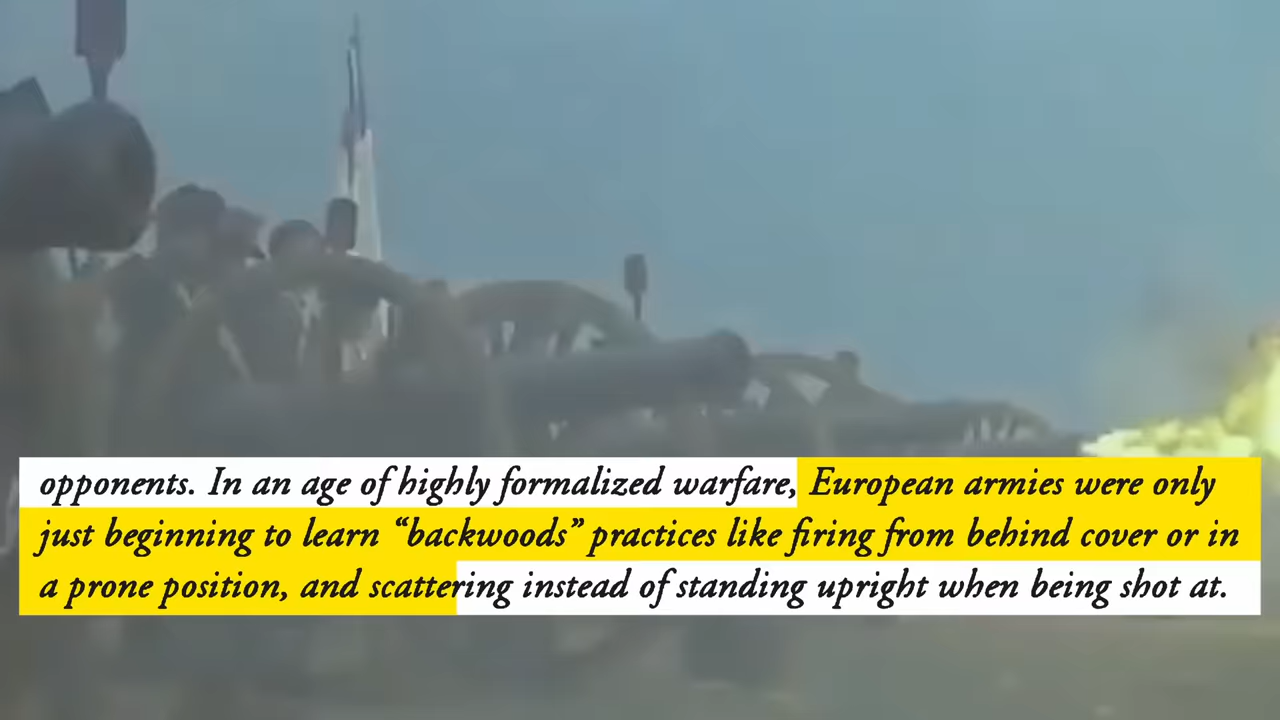 opponents. In an age of highly formalized warfare, European armies were only
just beginning to learn “backwoods” practices like firing from behind cover or in
a prone position, and scattering instead of standing upright when being shot at.